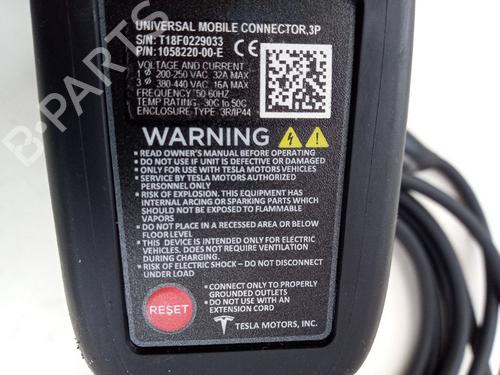 UNIVERSAL MOBILE CONNECTOR,3P
S/N: T18F0229033
P/N:1058220-00-E
VOLTAGE AND CURRENT
1 Ø 200-250 VAC 32A MAX
3 Ø 380-440 VAC 16A MAX
FREQUENCY 50-60HZ
TEMP RATING: -30C to 50C
ENCLOSURE TYPE 3R/IP44
WARNING
• READ OWNER'S MANUAL BEFORE OPERATING
• DO NOT USE IF UNIT IS DEFECTIVE OR DAMAGED
• ONLY FOR USE WITH TESLA MOTORS VEHICLES
• SERVICE BY TESLA MOTORS AUTHORIZED
PERSONNEL ONLY
• RISK OF EXPLOSION. THIS EQUIPMENT HAS
INTERNAL ARCING OR SPARKING PARTS WHICH
SHOULD NOT BE EXPOSED TO FLAMMABLE
VAPORS
• DO NOT PLACE IN A RECESSED AREA OR BELOW
FLOOR LEVEL
• THIS DEVICE IS INTENDED ONLY FOR ELECTRIC
VEHICLES. DOES NOT REQUIRE VENTILATION
DURING CHARGING.
• RISK OF ELECTRIC SHOCK – DO NOT DISCONNECT
UNDER LOAD
• CONNECT ONLY TO PROPERLY
GROUNDED OUTLETS
• DO NOT USE WITH AN
EXTENSION CORD
RESET
TESLA MOTORS, INC.
B-PARTS